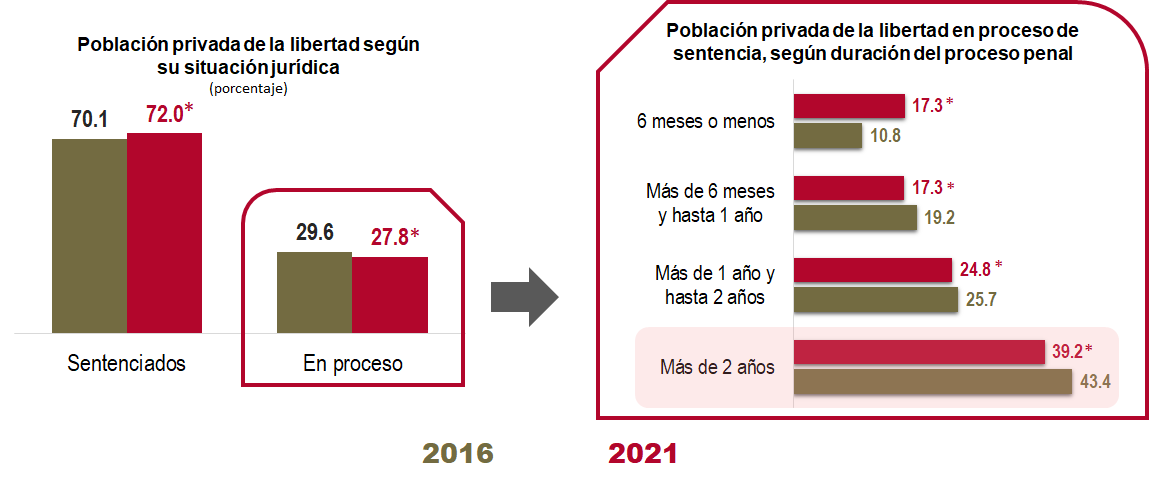 Población privada de la libertad según
su situación jurídica
(porcentaje)
70.1
72.0*
29.6
27.8*
Sentenciados
En proceso
Población privada de la libertad en proceso de
sentencia, según duración del proceso penal
6 meses o menos
17.3*
10.8
Más de 6 meses
y hasta 1 año
17.3*
19.2
Más de 1 año y
hasta 2 años
24.8*
25.7
Más de 2 años
39.2*
43.4
2016
2021